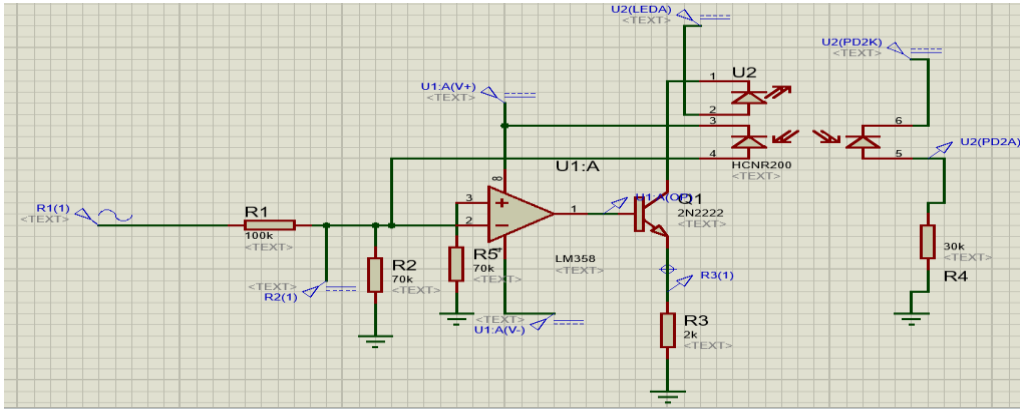 U2(LEDA)
<TEXT>
U2(PD2K)
<TEXT>
U1:A(V+)
<TEXT>
1
U2
2
3
4
HCNR200
<TEXT>
6
5
U2(PD2A)
U1:A
8
R1(1)
<TEXT>
R1
100k
<TEXT>
3
2
1
4
U1:A(OP)
Q1
2N2222
<TEXT>
LM358
<TEXT>
R2
70k
<TEXT>
R5
70k
<TEXT>
<TEXT>
R2(1)
<TEXT>
U1:A(V-)
R3(1)
R3
2k
<TEXT>
30k
<TEXT>
R4